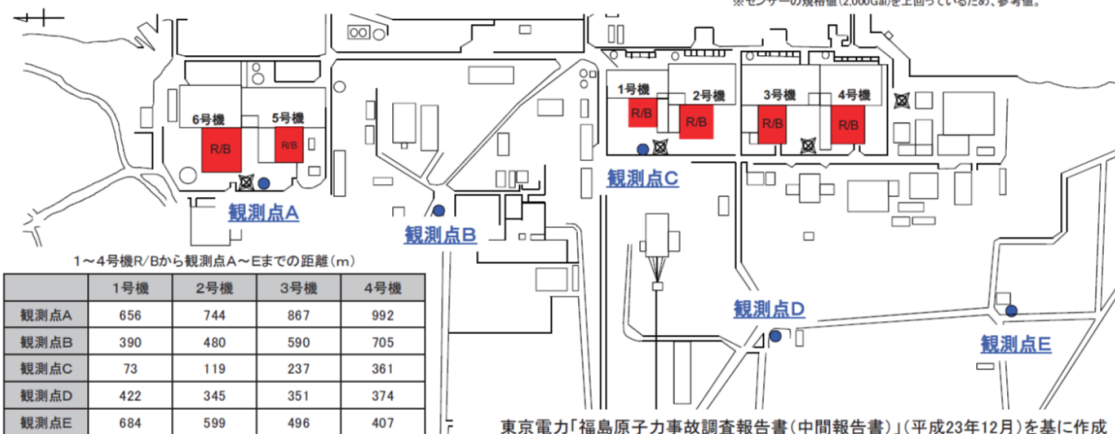 ※センサーの規格値(2,000Gal)を上回っているため、参考値。
6号機
5号機
1号機
2号機
3号機
4号機
R/B
R/B
R/B
R/B
R/B
R/B
観測点A
観測点B
観測点C
観測点D
観測点E
1～4号機R/Bから観測点A～Eまでの距離(m)
1号機 2号機 3号機 4号機
観測点A 656 744 867 992
観測点B 390 480 590 705
観測点C 73 119 237 361
観測点D 422 345 351 374
観測点E 684 599 496 407
東京電力「福島原子力事故調査報告書(中間報告書)」(平成23年12月)を基に作成